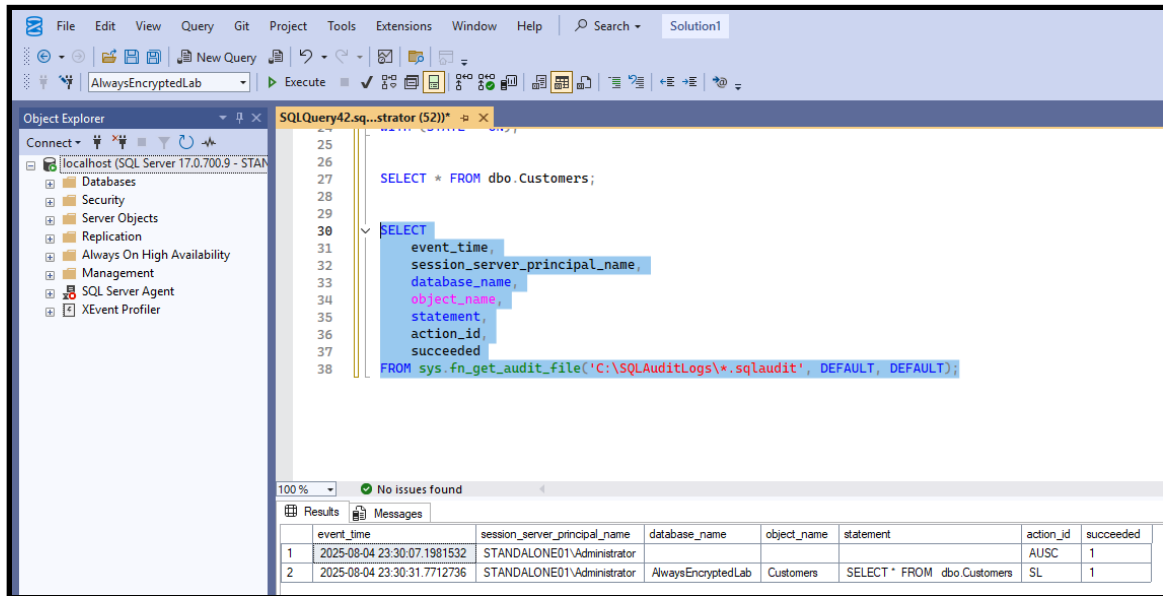 File Edit View Query Git Project Tools Extensions Window Help Search Solution1
New Query
AlwaysEncryptedLab Execute
Object Explorer
Connect
localhost (SQL Server 17.0.700.9 - STAN
Databases
Security
Server Objects
Replication
Always On High Availability
Management
SQL Server Agent
XEvent Profiler
SQLQuery42.sq...strator (52))*
25
26
27 SELECT * FROM dbo.Customers;
28
29
30 SELECT
31 event_time,
32 session_server_principal_name,
33 database_name,
34 object_name,
35 statement,
36 action_id,
37 succeeded
38 FROM sys.fn_get_audit_file('C:\SQLAuditLogs\*.sqlaudit', DEFAULT, DEFAULT);
100 % No issues found
Results Messages
event_time session_server_principal_name database_name object_name statement action_id succeeded
1 2025-08-04 23:30:07.1981532 STANDALONE01\Administrator AUSC 1
2 2025-08-04 23:30:31.7712736 STANDALONE01\Administrator AlwaysEncryptedLab Customers SELECT * FROM dbo.Customers SL 1